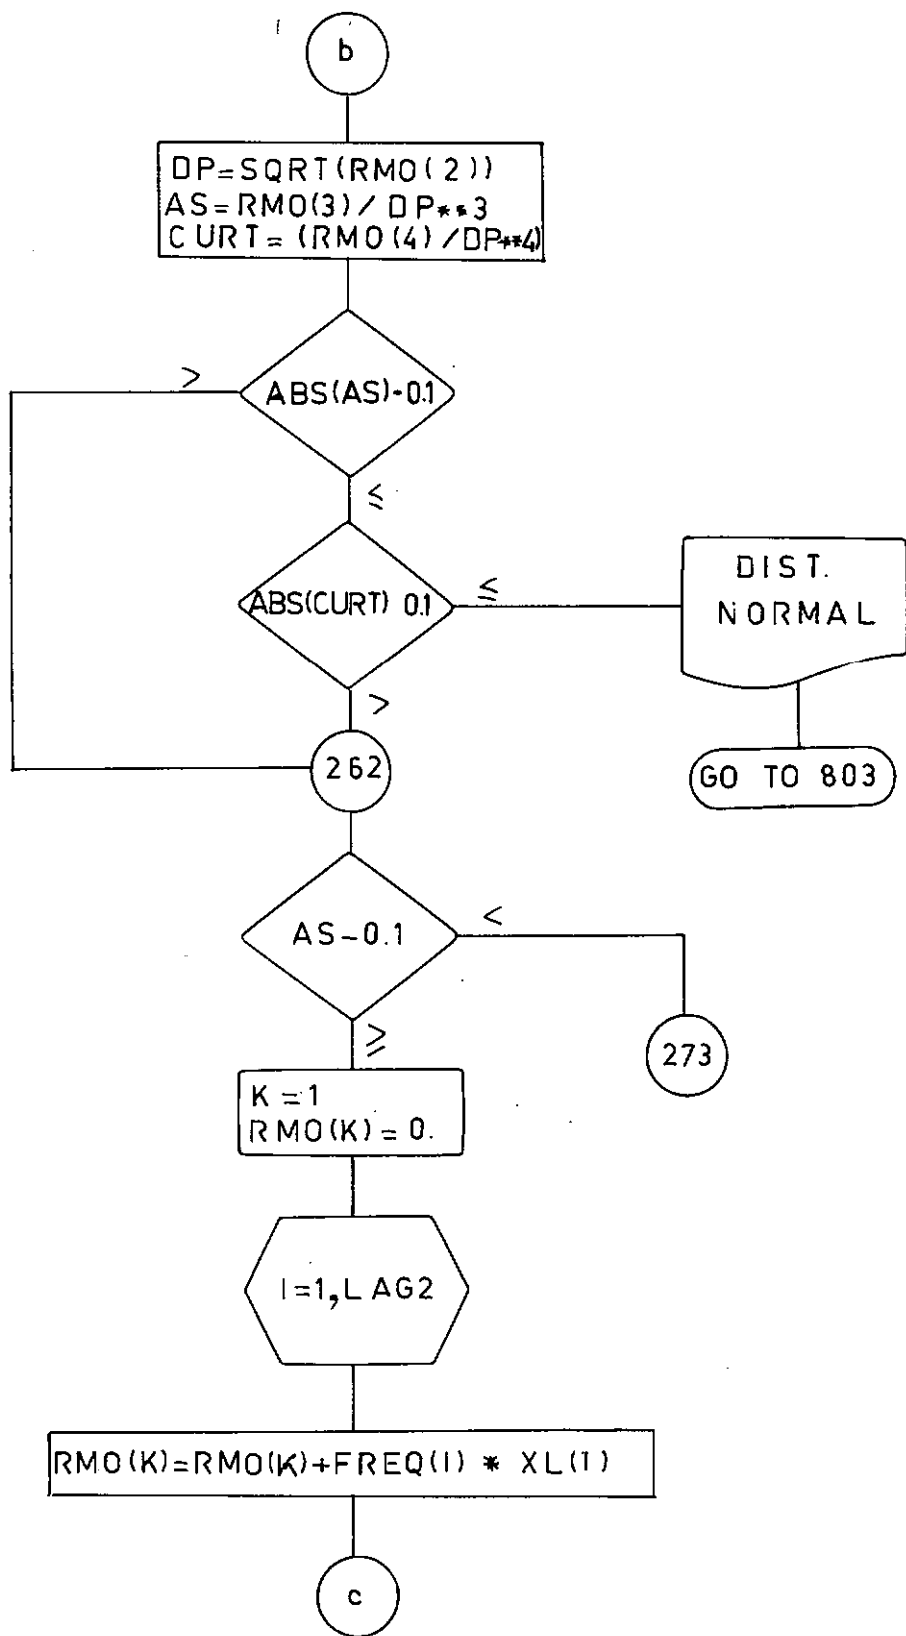 b
DP=SQRT(RMO(2))
AS=RMO(3)/DP**3
CURT=(RMO(4)/DP**4)
>
ABS(AS)-0.1
≤
ABS(CURT) 0.1
≤
DIST.
NORMAL
>
262
GO TO 803
AS-0.1
<
≥
273
K=1
RMO(K)=0.
I=1,LAG2
RMO(K)=RMO(K)+FREQ(I) * XL(I)
c